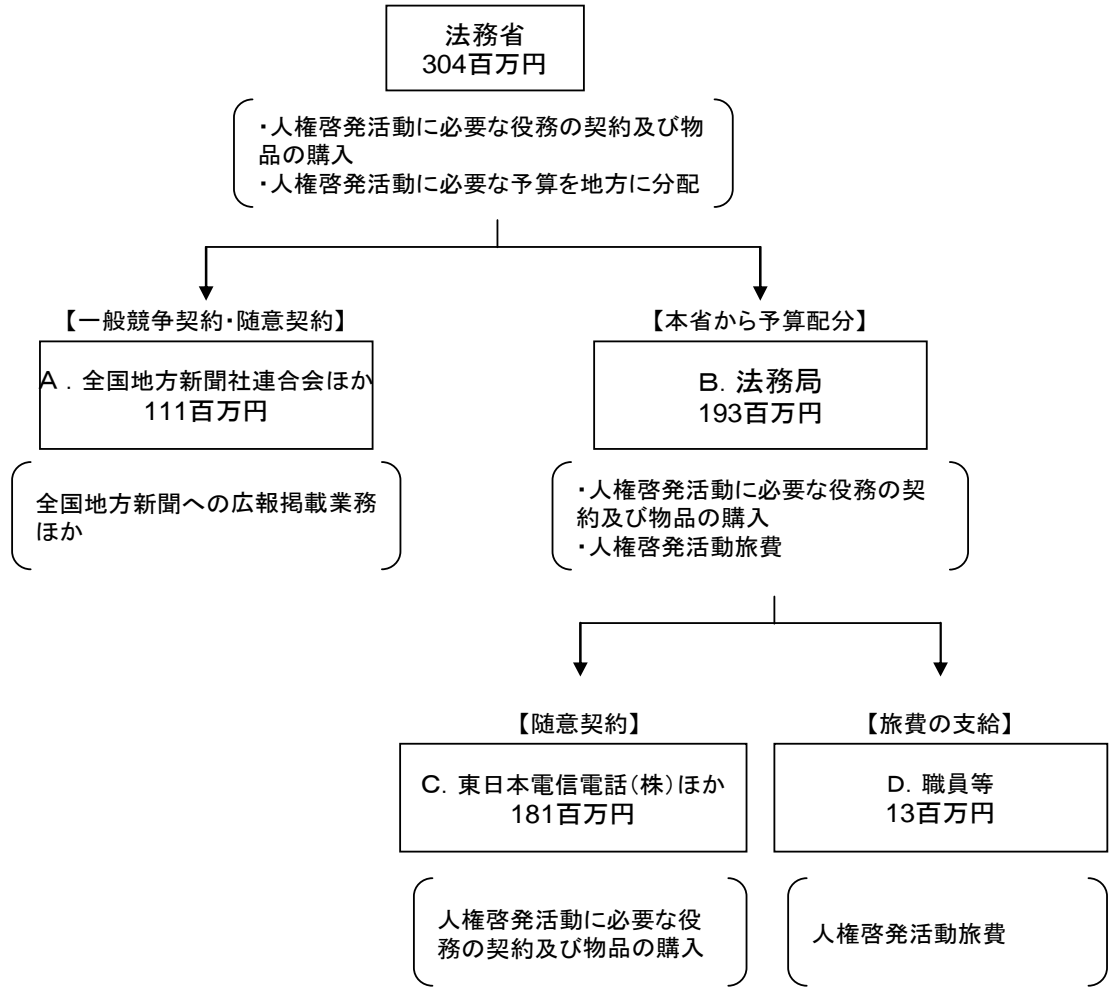 法務省
304百万円
・人権啓発活動に必要な役務の契約及び物
品の購入
・人権啓発活動に必要な予算を地方に分配
【一般競争契約・随意契約】
A . 全国地方新聞社連合会ほか
111百万円
全国地方新聞への広報掲載業務
ほか
【本省から予算配分】
B. 法務局
193百万円
・人権啓発活動に必要な役務の契
約及び物品の購入
・人権啓発活動旅費
【随意契約】
C. 東日本電信電話(株)ほか
181百万円
人権啓発活動に必要な役
務の契約及び物品の購入
【旅費の支給】
D. 職員等
13百万円
人権啓発活動旅費